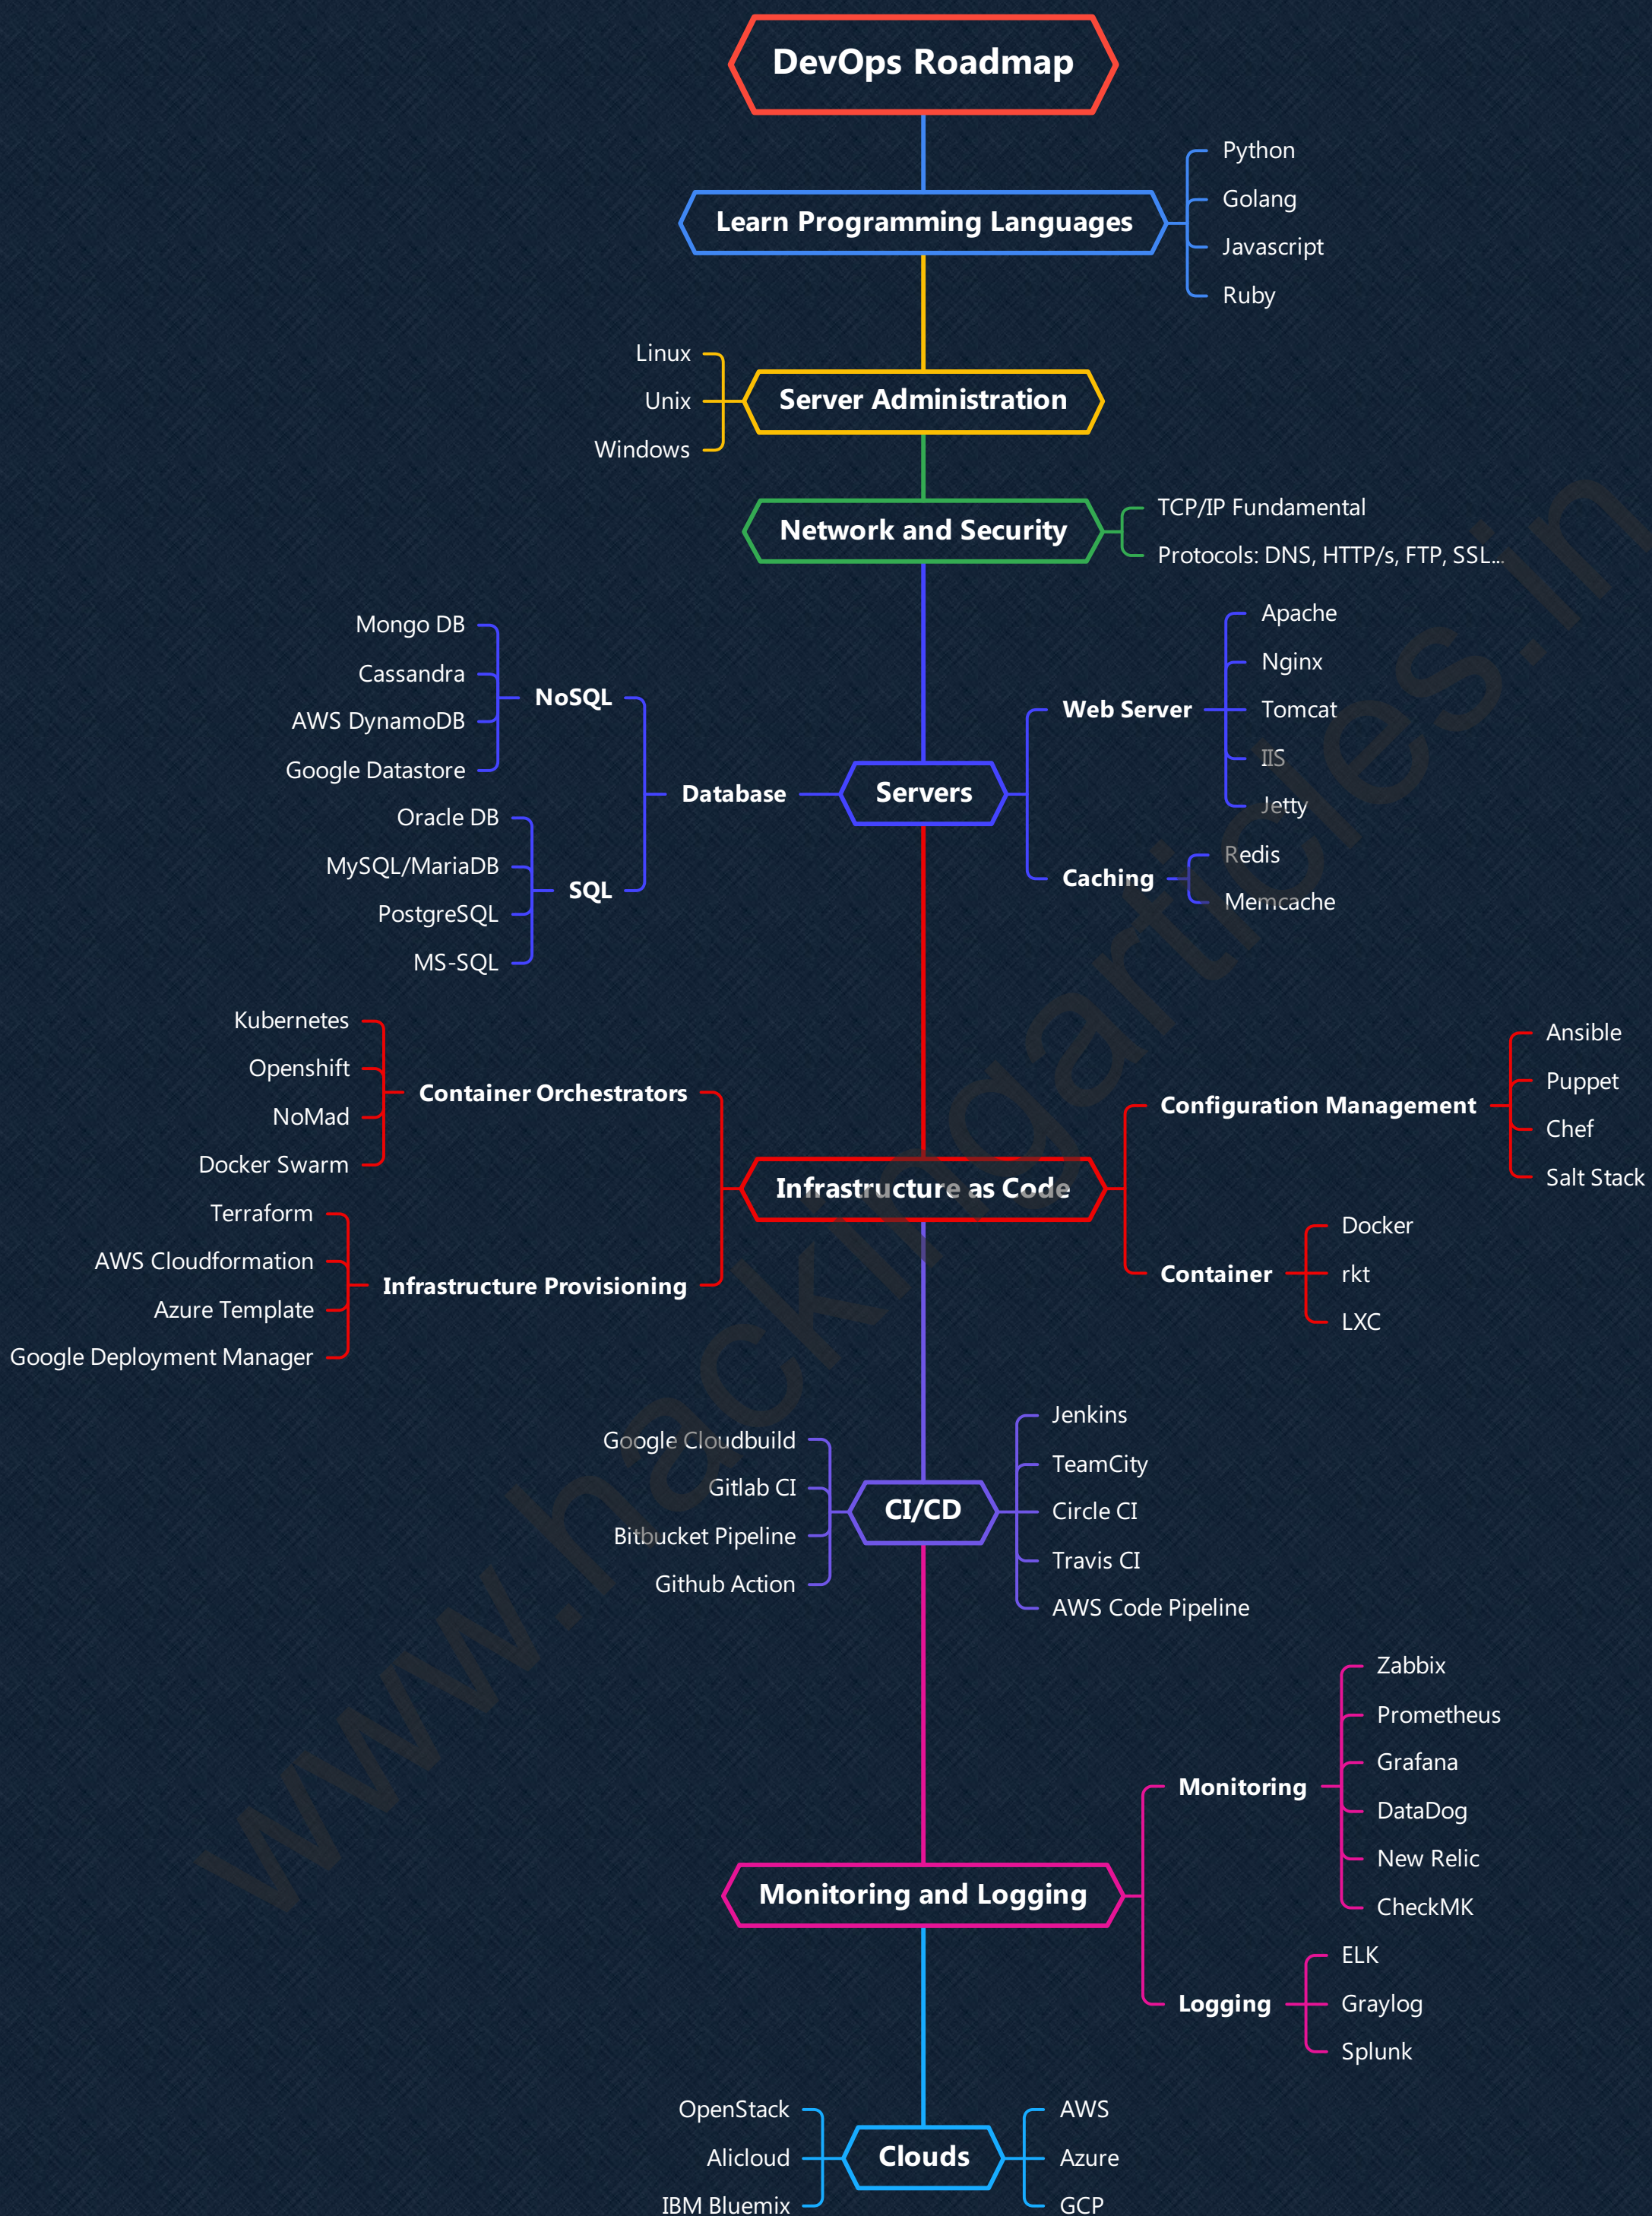 DevOps Roadmap
Learn Programming Languages
Python
Golang
Javascript
Ruby
Server Administration
Linux
Unix
Windows
Network and Security
TCP/IP Fundamental
Protocols: DNS, HTTP/s, FTP, SSL...
Servers
Database
NoSQL
Mongo DB
Cassandra
AWS DynamoDB
Google Datastore
SQL
Oracle DB
MySQL/MariaDB
PostgreSQL
MS-SQL
Web Server
Apache
Nginx
Tomcat
IIS
Jetty
Caching
Redis
Memcache
Infrastructure as Code
Container Orchestrators
Kubernetes
Openshift
NoMad
Docker Swarm
Infrastructure Provisioning
Terraform
AWS Cloudformation
Azure Template
Google Deployment Manager
Configuration Management
Ansible
Puppet
Chef
Salt Stack
Container
Docker
rkt
LXC
CI/CD
Google Cloudbuild
Gitlab CI
Bitbucket Pipeline
Github Action
Jenkins
TeamCity
Circle CI
Travis CI
AWS Code Pipeline
Monitoring and Logging
Monitoring
Zabbix
Prometheus
Grafana
DataDog
New Relic
CheckMK
Logging
ELK
Graylog
Splunk
Clouds
OpenStack
Alicloud
IBM Bluemix
AWS
Azure
GCP
www.hackingarticles.in